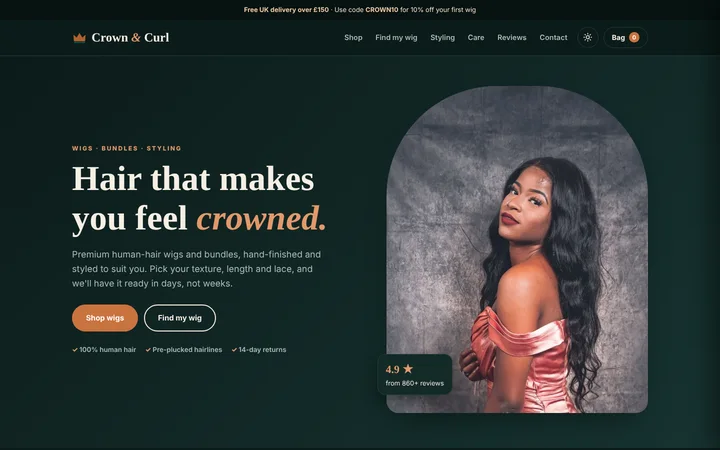 Free UK delivery over £150 · Use code CROWN10 for 10% off your first wig
Crown & Curl
Shop
Find my wig
Styling
Care
Reviews
Contact
Bag 0
WIGS · BUNDLES · STYLING
Hair that makes
you feel crowned.
Premium human-hair wigs and bundles, hand-finished and
styled to suit you. Pick your texture, length and lace, and
we'll have it ready in days, not weeks.
Shop wigs
Find my wig
✓ 100% human hair
✓ Pre-plucked hairlines
✓ 14-day returns
4.9 ★
from 860+ reviews